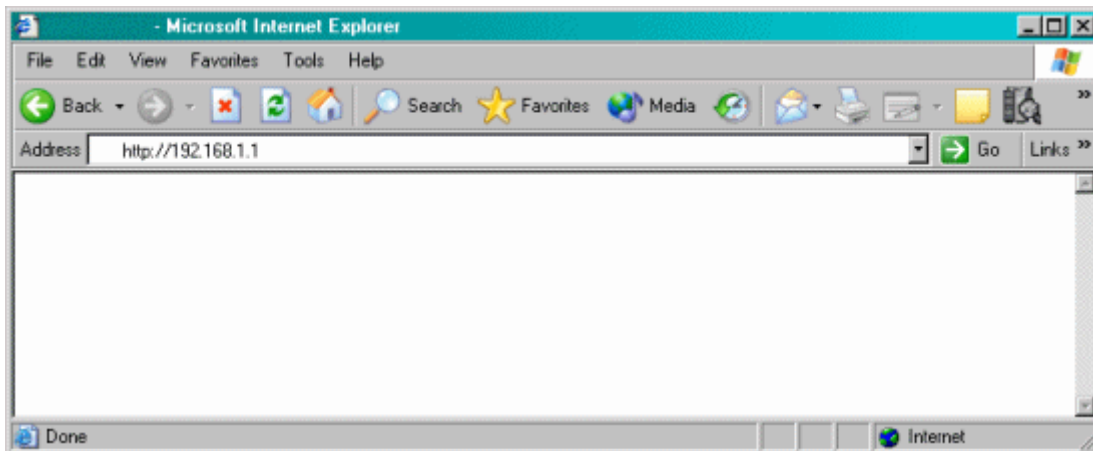 - Microsoft Internet Explorer
File Edit View Favorites Tools Help
Back Search Favorites Media »
Address http://192.168.1.1 Go Links »
Done Internet